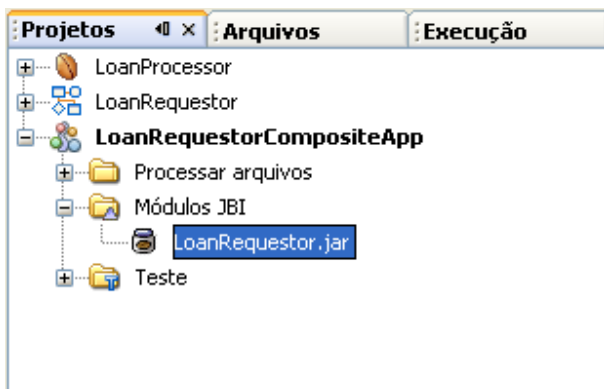 Projetos Arquivos Execução
LoanProcessor
LoanRequestor
LoanRequestorCompositeApp
Processar arquivos
Módulos JBI
LoanRequestor.jar
Teste